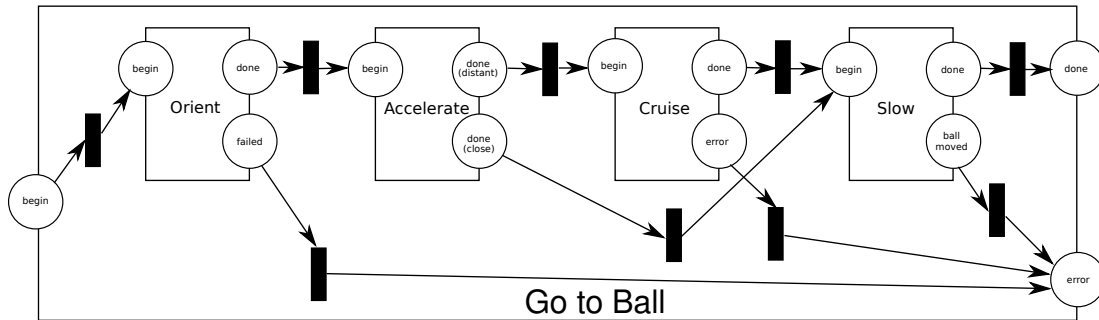 begin
done
begin
done
(distant)
begin
done
begin
done
done
Orient
Accelerate
Cruise
Slow
failed
done
(close)
error
ball
moved
begin
error
Go to Ball